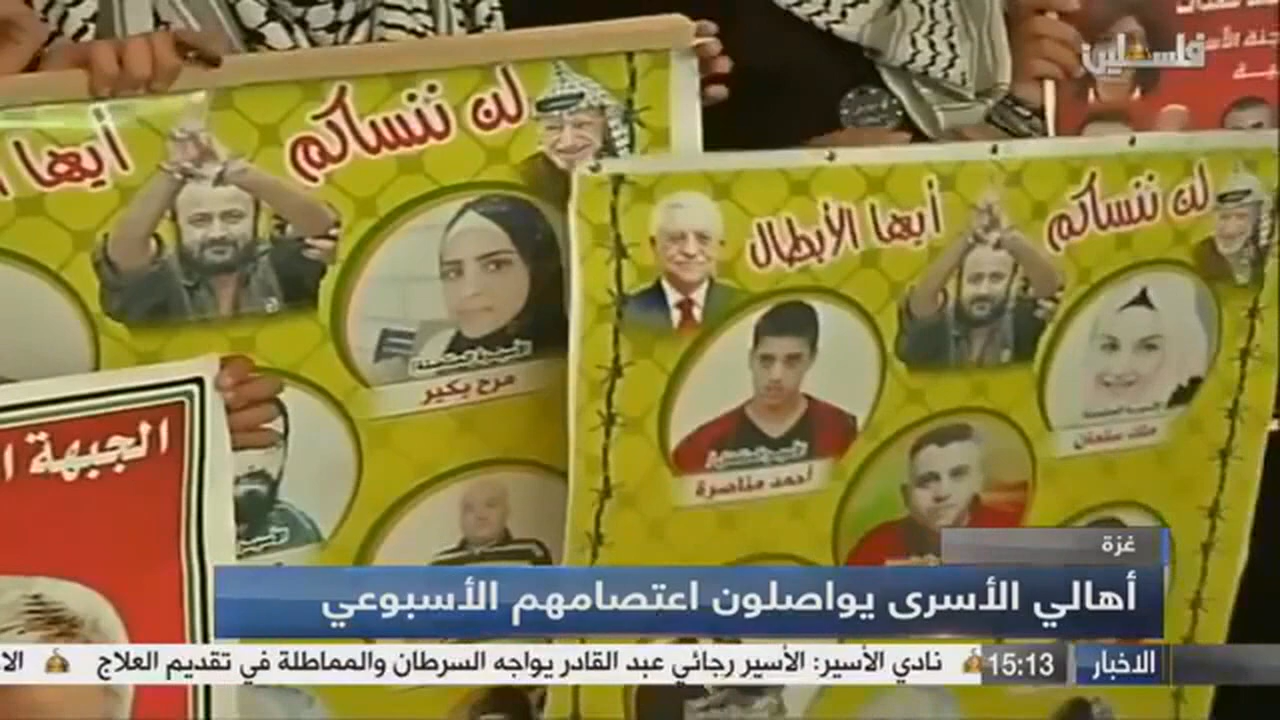 فلسطين
لن ننساكم
أيها
لن ننساكم أيها الأبطال
مرح بكير
أحمد مناصرة
ملك سلمان
الجبهة
غزة
أهالي الأسرى يواصلون اعتصامهم الأسبوعي
الاخبار 15:13 نادي الأسير: الأسير رجائي عبد القادر يواجه السرطان والمماطلة في تقديم العلاج